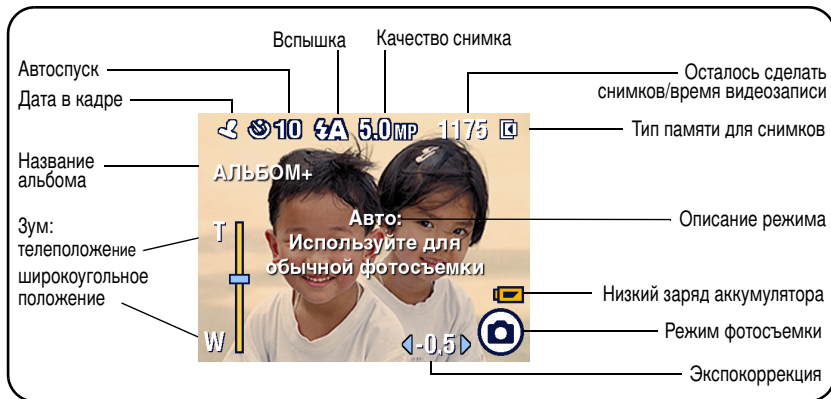 Вспышка
Качество снимка
Автоспуск
Осталось сделать
снимков/время видеозаписи
Дата в кадре
10 A 5.0 MP 1175
Тип памяти для снимков
Название
альбома
АЛЬБОМ+
Авто:
Используйте для
обычной фотосъемки
Описание режима
Зум:
телеположение
T
широкоугольное
положение
W
Низкий заряд аккумулятора
Режим фотосъемки
-0,5
Экспокоррекция